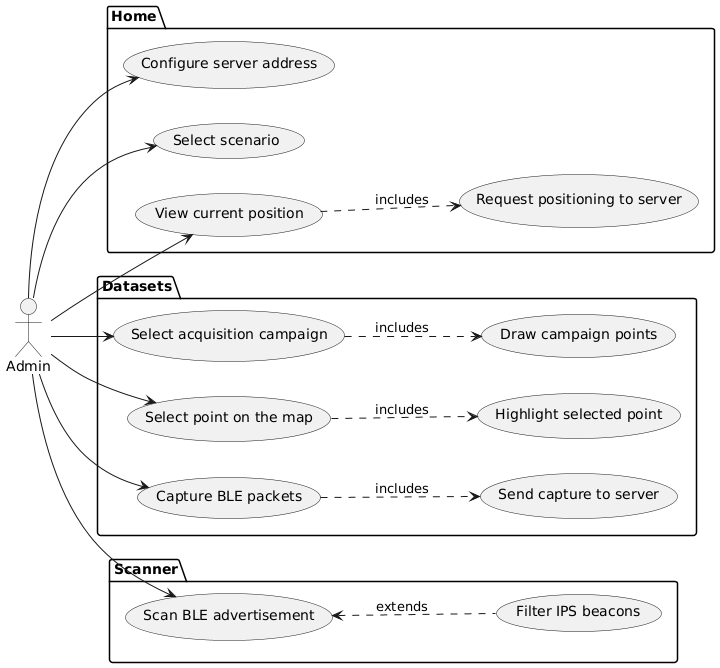 Home
Configure server address
Select scenario
View current position
includes
Request positioning to server
Datasets
Select acquisition campaign
includes
Draw campaign points
Admin
Select point on the map
includes
Highlight selected point
Capture BLE packets
includes
Send capture to server
Scanner
Scan BLE advertisement
extends
Filter IPS beacons